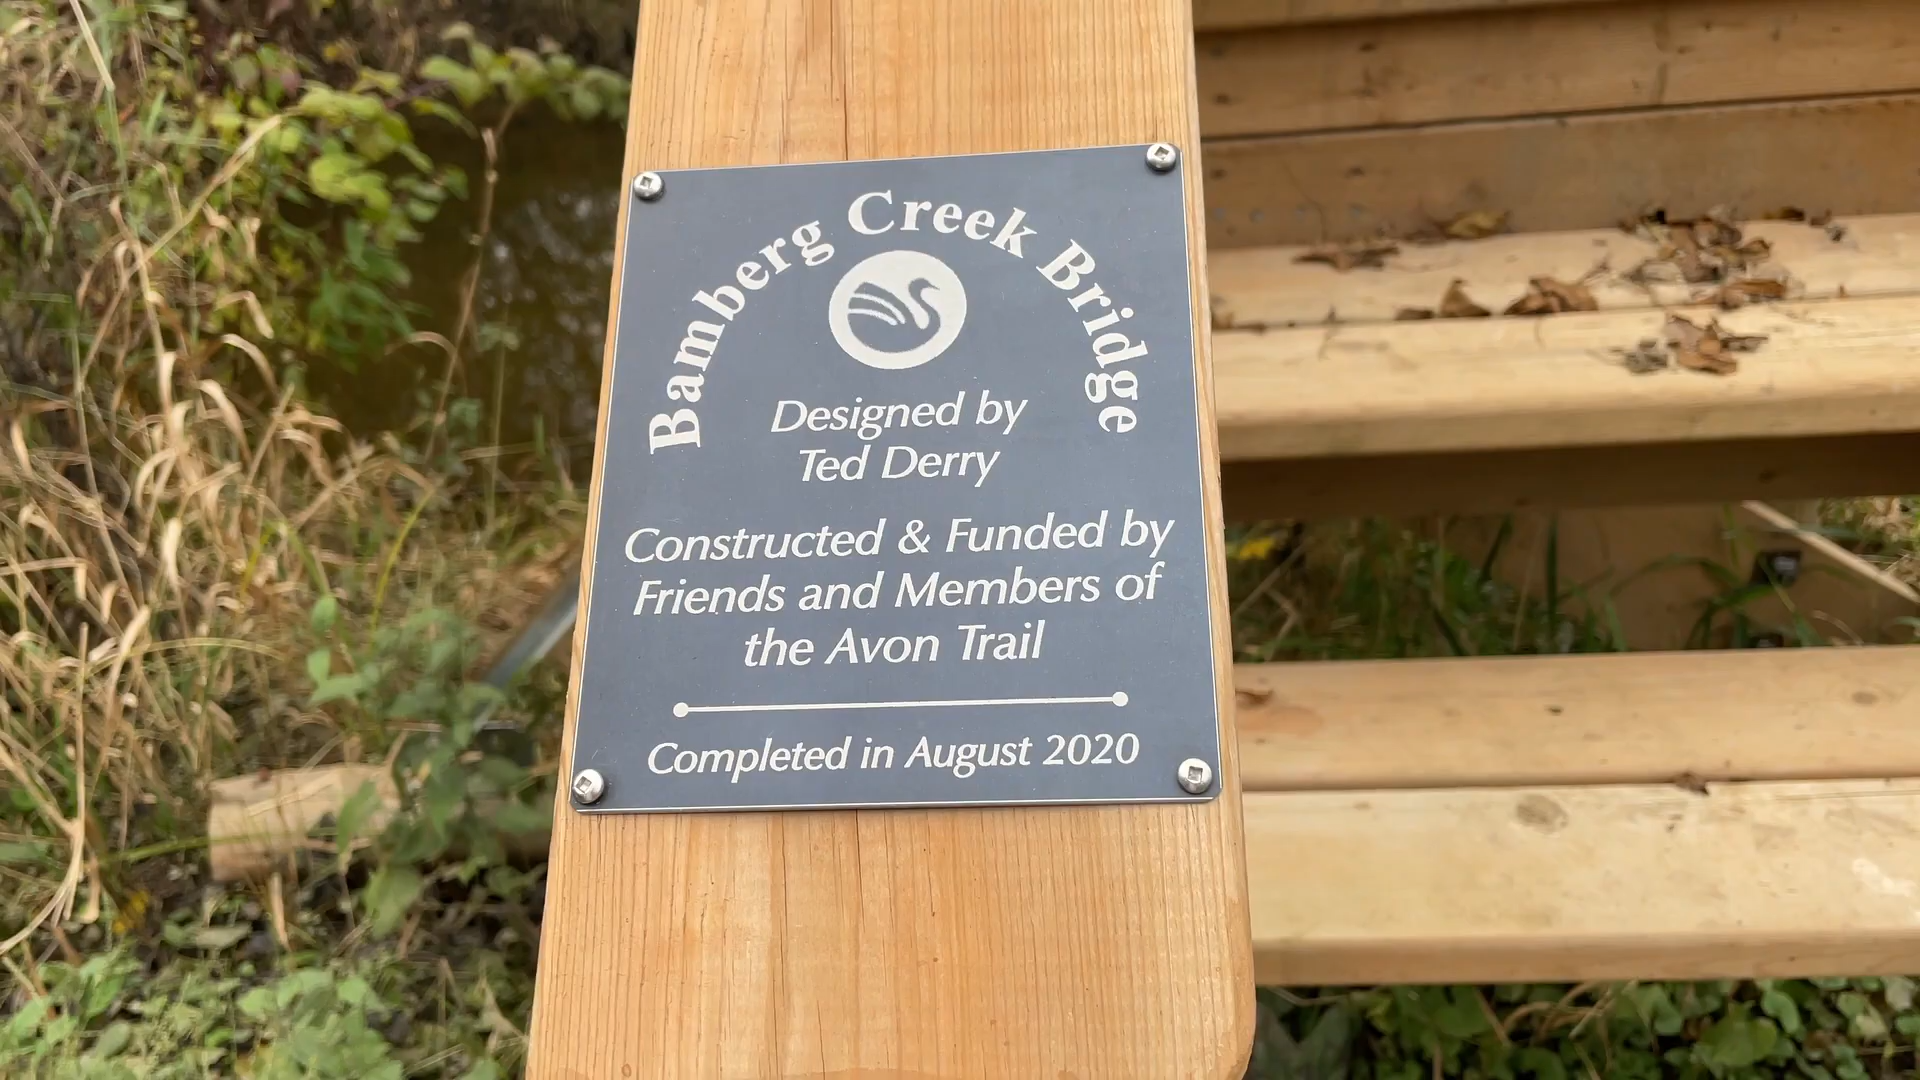 Bamberg Creek Bridge
Designed by
Ted Derry
Constructed & Funded by
Friends and Members of
the Avon Trail
Completed in August 2020